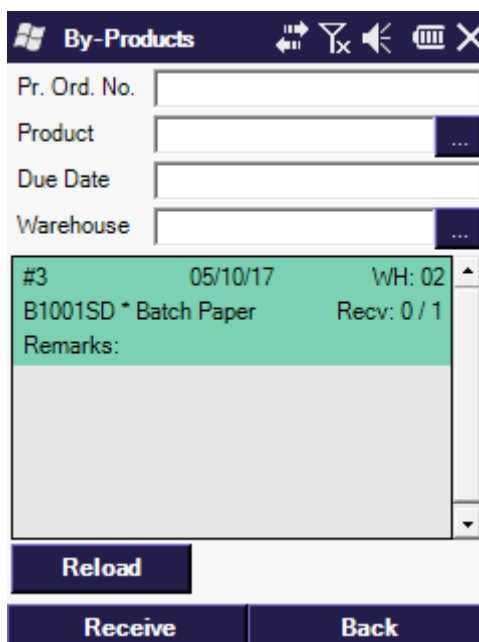 By-Products
Pr. Ord. No.
Product ...
Due Date
Warehouse ...
#3 05/10/17 WH: 02
B1001SD * Batch Paper Recv: 0 / 1
Remarks:
Reload
Receive Back